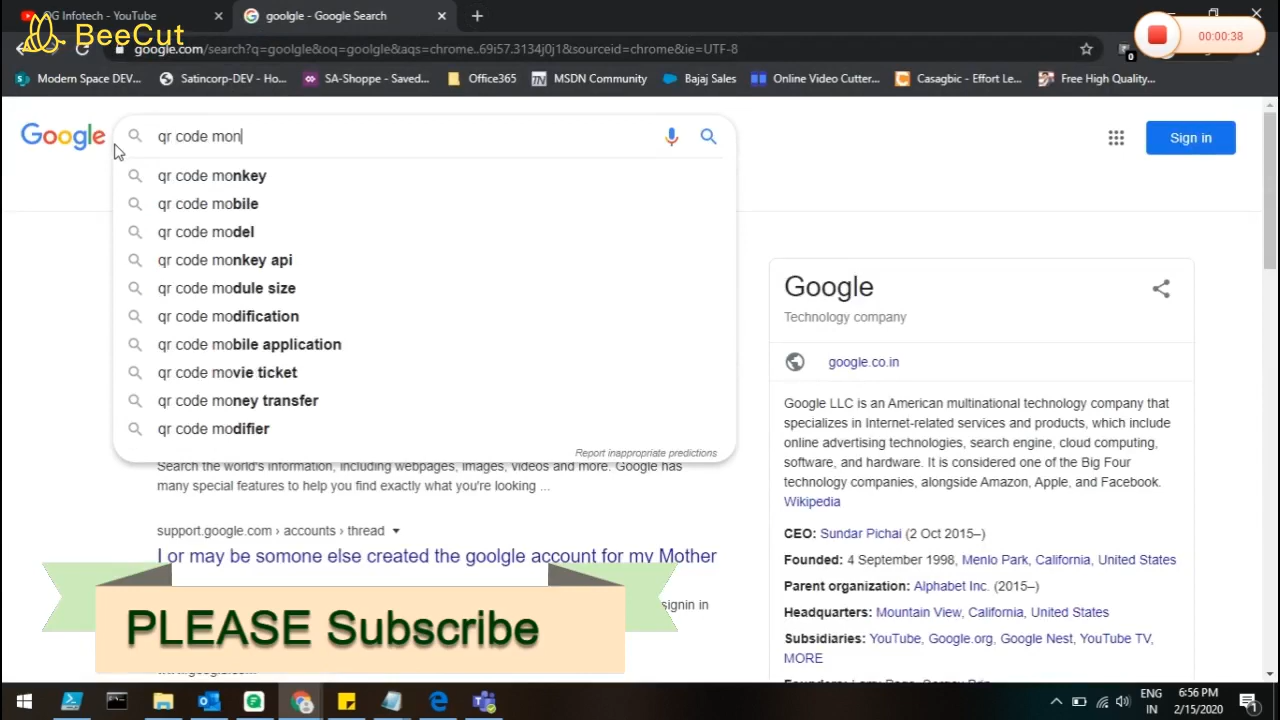 OG Infotech - YouTube
goolgle - Google Search
BeeCut
google.com/search?q=goolgle&oq=goolgle&aqs=chrome..69i57.3134j0j1&sourceid=chrome&ie=UTF-8
0
00:00:38
Modern Space DEV...
Satincorp-DEV - Ho...
SA-Shoppe - Saved...
Office365
MSDN Community
Bajaj Sales
Online Video Cutter...
Casagbic - Effort Le...
Free High Quality...
Google
qr code mon
Sign in
qr code monkey
qr code mobile
qr code model
qr code monkey api
qr code module size
qr code modification
qr code mobile application
qr code movie ticket
qr code money transfer
qr code modifier
Report inappropriate predictions
Search the world's information, including webpages, images, videos and more. Google has
many special features to help you find exactly what you're looking ...
support.google.com › accounts › thread
I or may be somone else created the goolgle account for my Mother
signin in
PLEASE Subscribe
Google
Technology company
google.co.in
Google LLC is an American multinational technology company that
specializes in Internet-related services and products, which include
online advertising technologies, search engine, cloud computing,
software, and hardware. It is considered one of the Big Four
technology companies, alongside Amazon, Apple, and Facebook.
Wikipedia
CEO: Sundar Pichai (2 Oct 2015–)
Founded: 4 September 1998, Menlo Park, California, United States
Parent organization: Alphabet Inc. (2015–)
Headquarters: Mountain View, California, United States
Subsidiaries: YouTube, Google.org, Google Nest, YouTube TV,
MORE
ENG
IN
6:56 PM
2/15/2020
1